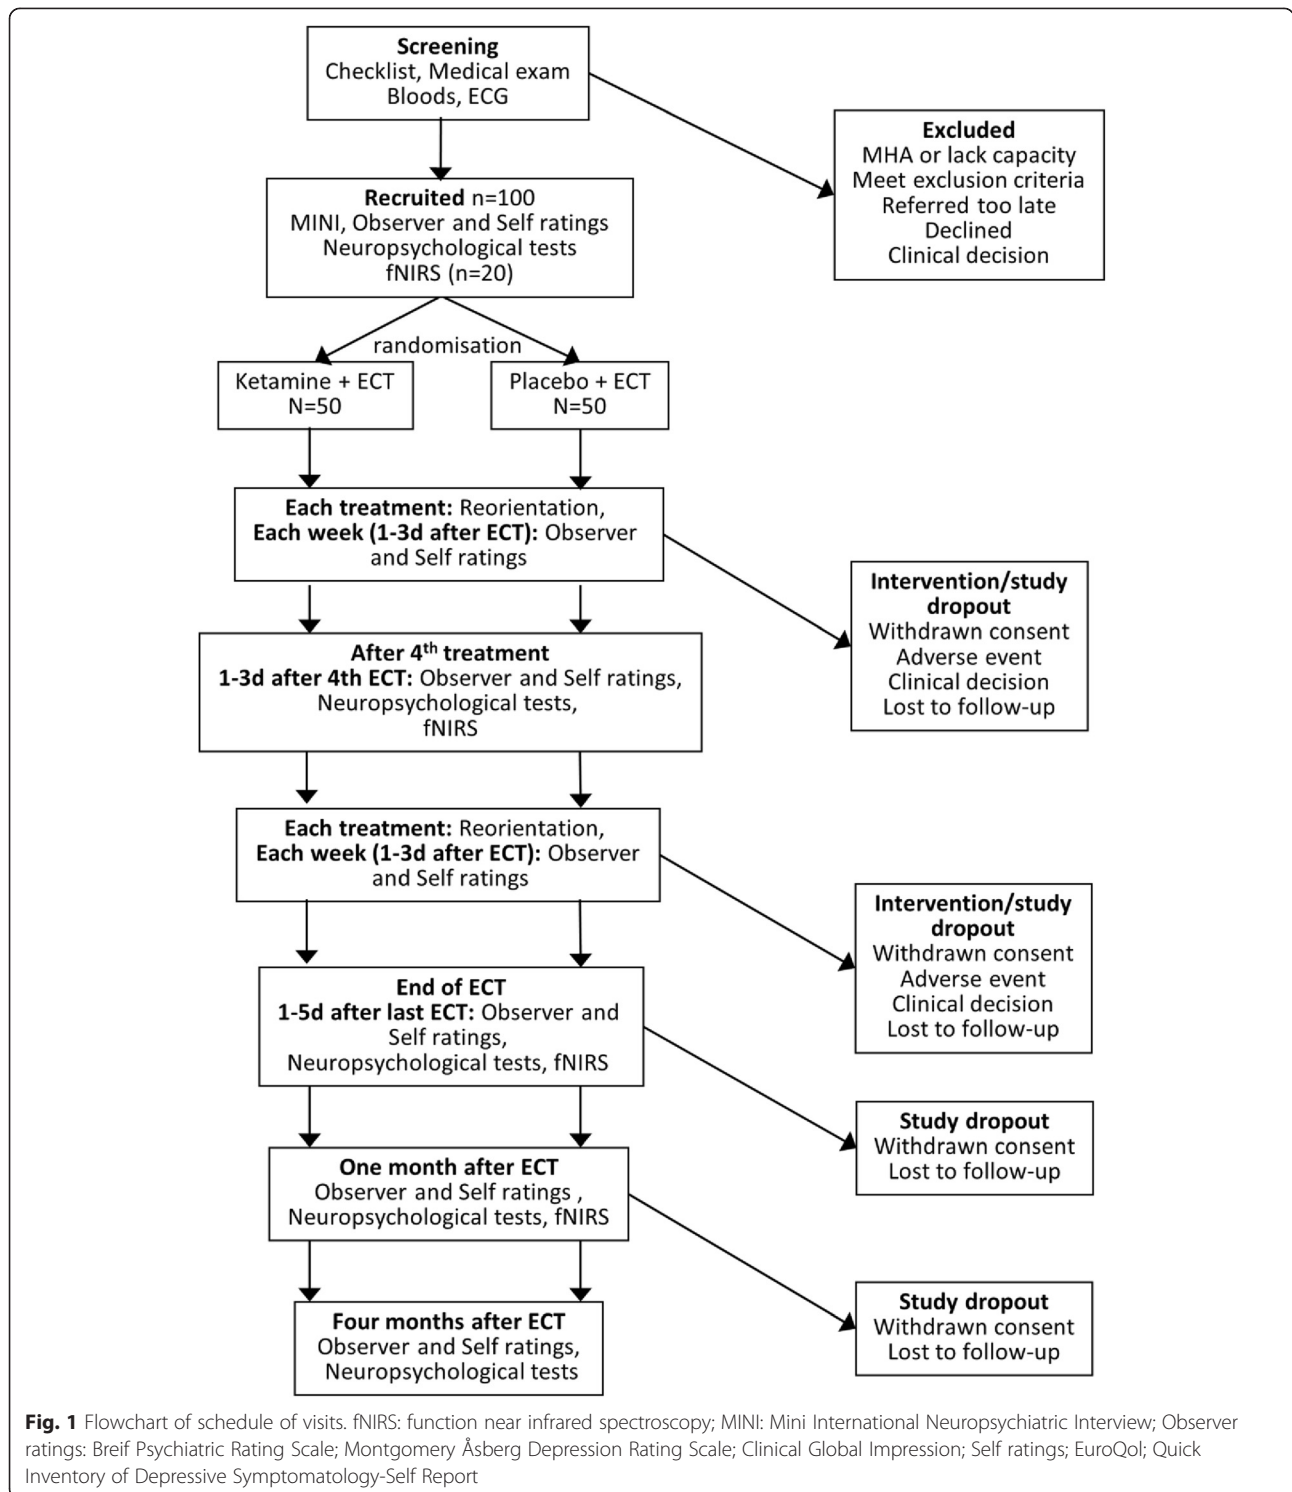 Screening
Checklist, Medical exam
Bloods, ECG
Excluded
MHA or lack capacity
Meet exclusion criteria
Referred too late
Declined
Clinical decision
Recruited n=100
MINI, Observer and Self ratings
Neuropsychological tests
fNIRS (n=20)
randomisation
Ketamine + ECT
N=50
Placebo + ECT
N=50
Each treatment: Reorientation,
Each week (1-3d after ECT): Observer
and Self ratings
Intervention/study
dropout
Withdrawn consent
Adverse event
Clinical decision
Lost to follow-up
After 4th treatment
1-3d after 4th ECT: Observer and Self ratings,
Neuropsychological tests,
fNIRS
Each treatment: Reorientation,
Each week (1-3d after ECT): Observer
and Self ratings
Intervention/study
dropout
Withdrawn consent
Adverse event
Clinical decision
Lost to follow-up
End of ECT
1-5d after last ECT: Observer and
Self ratings,
Neuropsychological tests, fNIRS
Study dropout
Withdrawn consent
Lost to follow-up
One month after ECT
Observer and Self ratings ,
Neuropsychological tests, fNIRS
Study dropout
Withdrawn consent
Lost to follow-up
Four months after ECT
Observer and Self ratings,
Neuropsychological tests
Fig. 1 Flowchart of schedule of visits. fNIRS: function near infrared spectroscopy; MINI: Mini International Neuropsychiatric Interview; Observer
ratings: Breif Psychiatric Rating Scale; Montgomery Åsberg Depression Rating Scale; Clinical Global Impression; Self ratings; EuroQol; Quick
Inventory of Depressive Symptomatology-Self Report